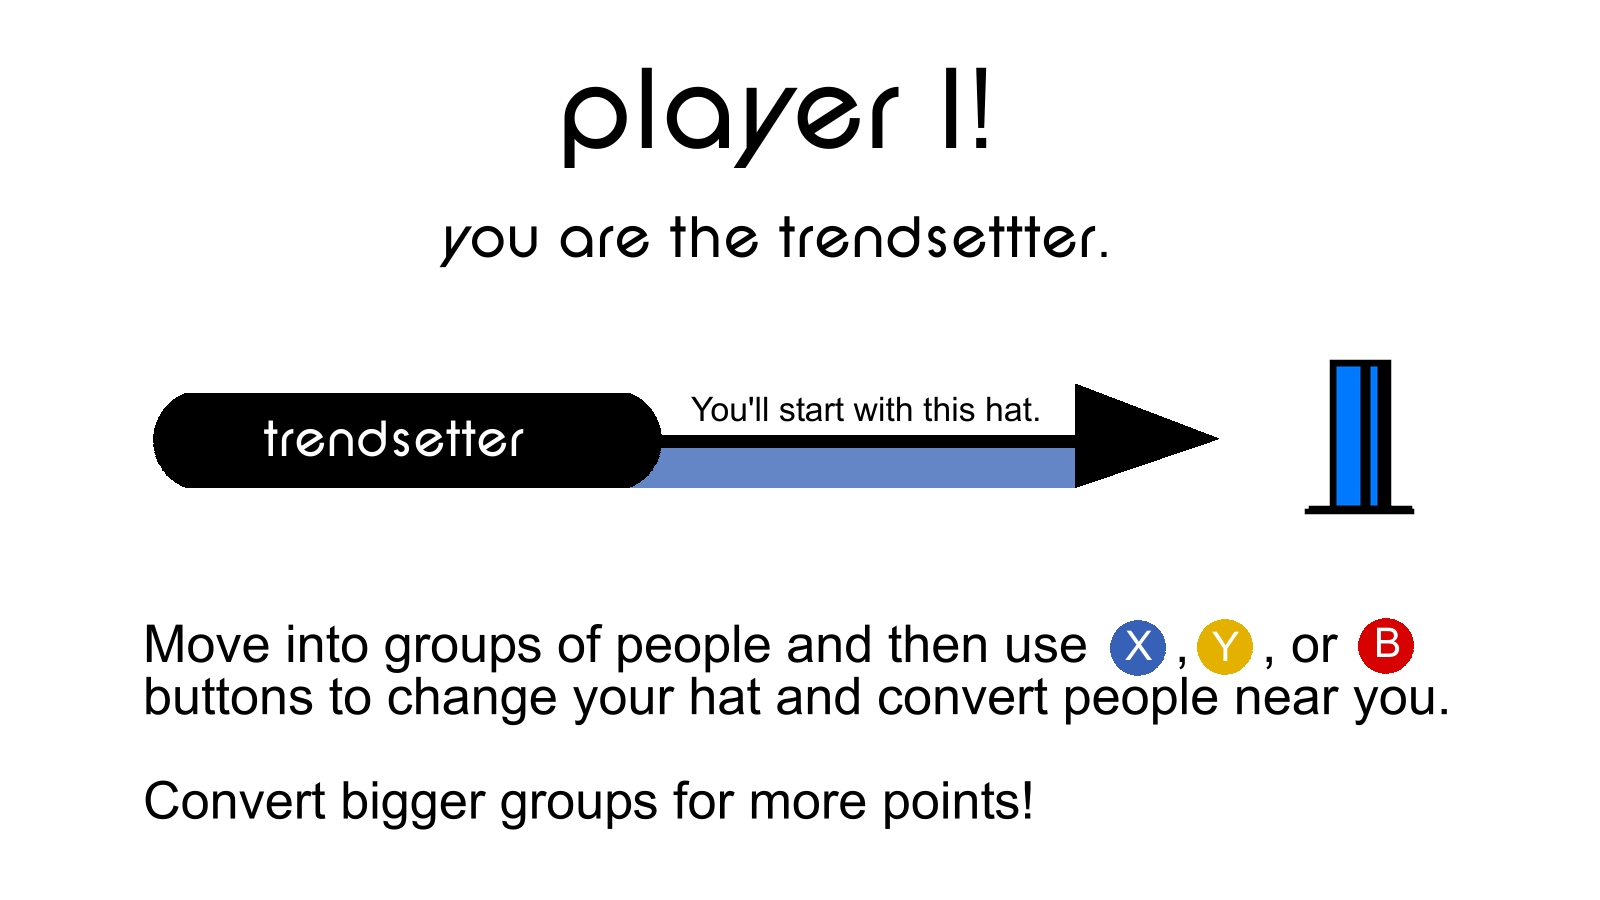 player 1!
you are the trendsettter.
You'll start with this hat.
trendsetter
Move into groups of people and then use X , Y , or B
buttons to change your hat and convert people near you.
Convert bigger groups for more points!